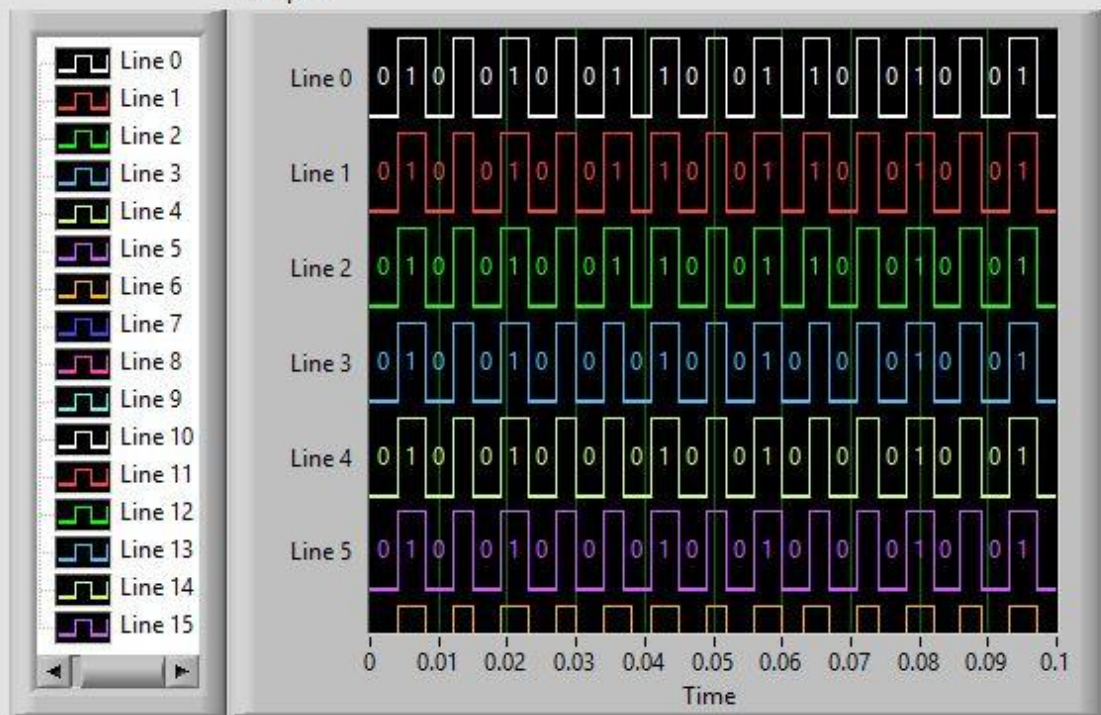 Line 0
Line 1
Line 2
Line 3
Line 4
Line 5
Line 6
Line 7
Line 8
Line 9
Line 10
Line 11
Line 12
Line 13
Line 14
Line 15
Line 0 0 1 0 0 1 0 0 1 1 0 0 1 1 0 0 1 0 0 1
Line 1 0 1 0 0 1 0 0 1 1 0 0 1 1 0 0 1 0 0 1
Line 2 0 1 0 0 1 0 0 1 1 0 0 1 1 0 0 1 0 0 1
Line 3 0 1 0 0 1 0 0 0 1 0 0 1 0 0 0 1 0 0 1
Line 4 0 1 0 0 1 0 0 0 1 0 0 1 0 0 0 1 0 0 1
Line 5 0 1 0 0 1 0 0 0 1 0 0 1 0 0 0 1 0 0 1
0 0.01 0.02 0.03 0.04 0.05 0.06 0.07 0.08 0.09 0.1
Time